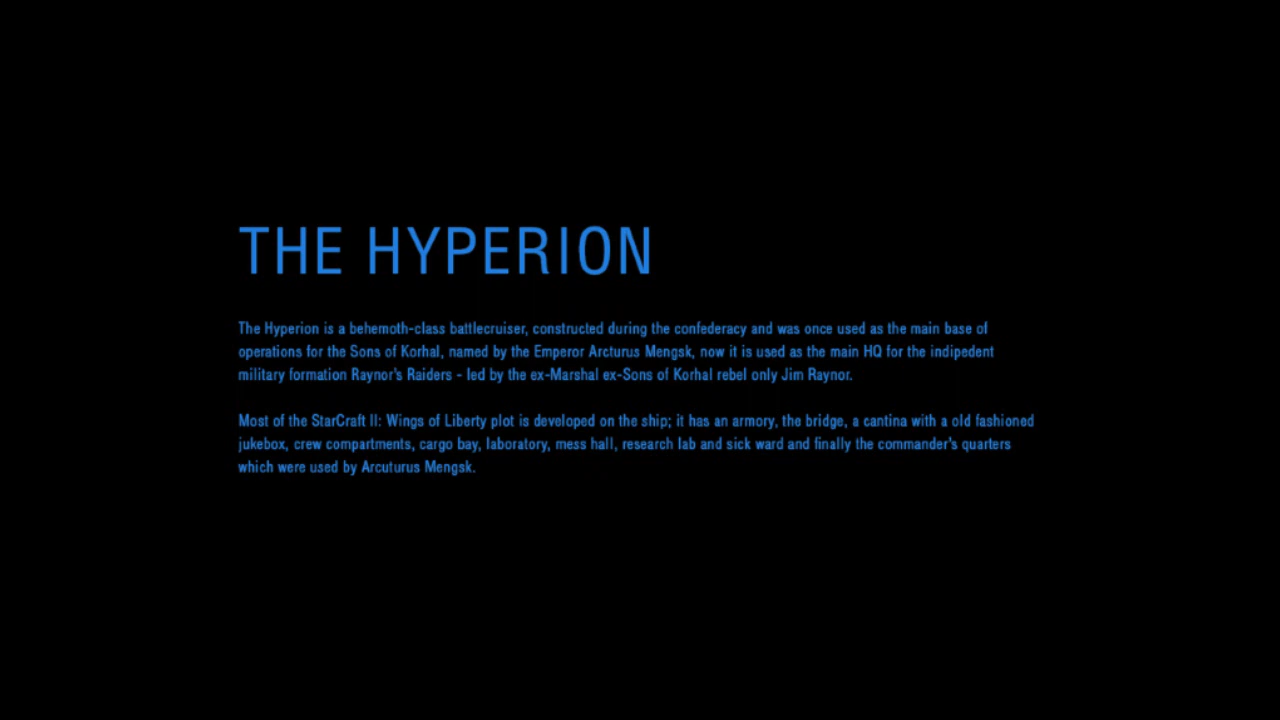 THE HYPERION
The Hyperion is a behemoth-class battlecruiser, constructed during the confederacy and was once used as the main base of
operations for the Sons of Korhal, named by the Emperor Arcturus Mengsk, now it is used as the main HQ for the indipedent
military formation Raynor's Raiders - led by the ex-Marshal ex-Sons of Korhal rebel only Jim Raynor.
Most of the StarCraft II: Wings of Liberty plot is developed on the ship; it has an armory, the bridge, a cantina with a old fashioned
jukebox, crew compartments, cargo bay, laboratory, mess hall, research lab and sick ward and finally the commander's quarters
which were used by Arcuturus Mengsk.